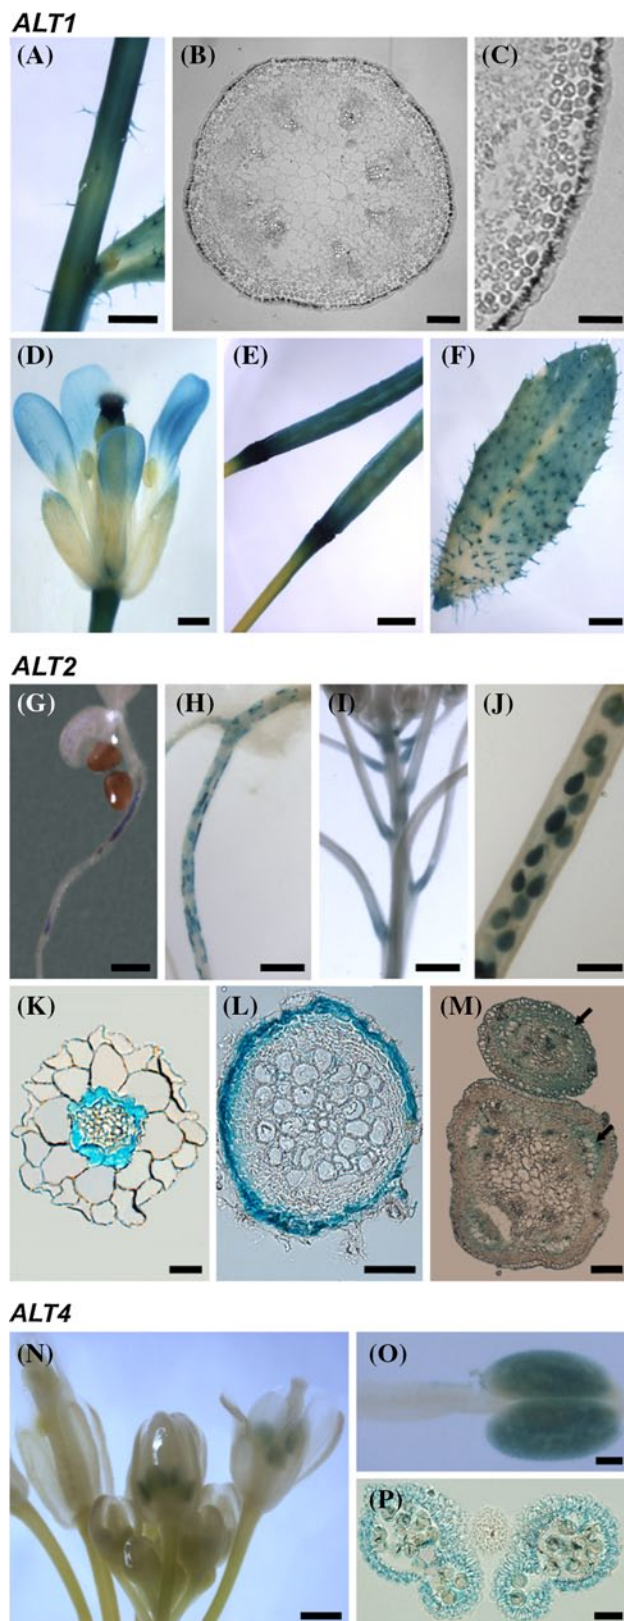 ALT1
(A) (B) (C)
(D) (E) (F)
ALT2
(G) (H) (I) (J)
(K) (L) (M)
ALT4
(N) (O)
(P)